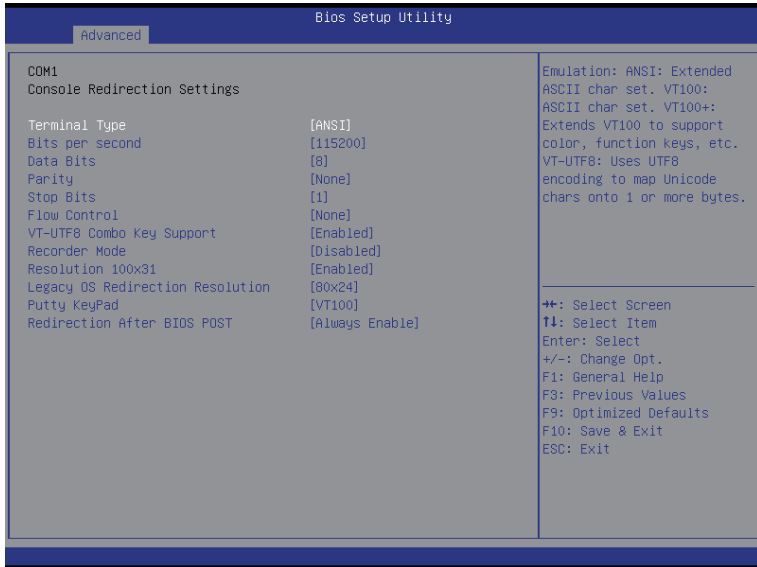 Bios Setup Utility
Advanced
COM1
Console Redirection Settings
Terminal Type [ANSI]
Bits per second [115200]
Data Bits [8]
Parity [None]
Stop Bits [1]
Flow Control [None]
VT-UTF8 Combo Key Support [Enabled]
Recorder Mode [Disabled]
Resolution 100x31 [Enabled]
Legacy OS Redirection Resolution [80x24]
Putty KeyPad [VT100]
Redirection After BIOS POST [Always Enable]
Emulation: ANSI: Extended
ASCII char set. VT100:
ASCII char set. VT100+:
Extends VT100 to support
color, function keys, etc.
VT-UTF8: Uses UTF8
encoding to map Unicode
chars onto 1 or more bytes.
→←: Select Screen
↑↓: Select Item
Enter: Select
+/-: Change Opt.
F1: General Help
F3: Previous Values
F9: Optimized Defaults
F10: Save & Exit
ESC: Exit